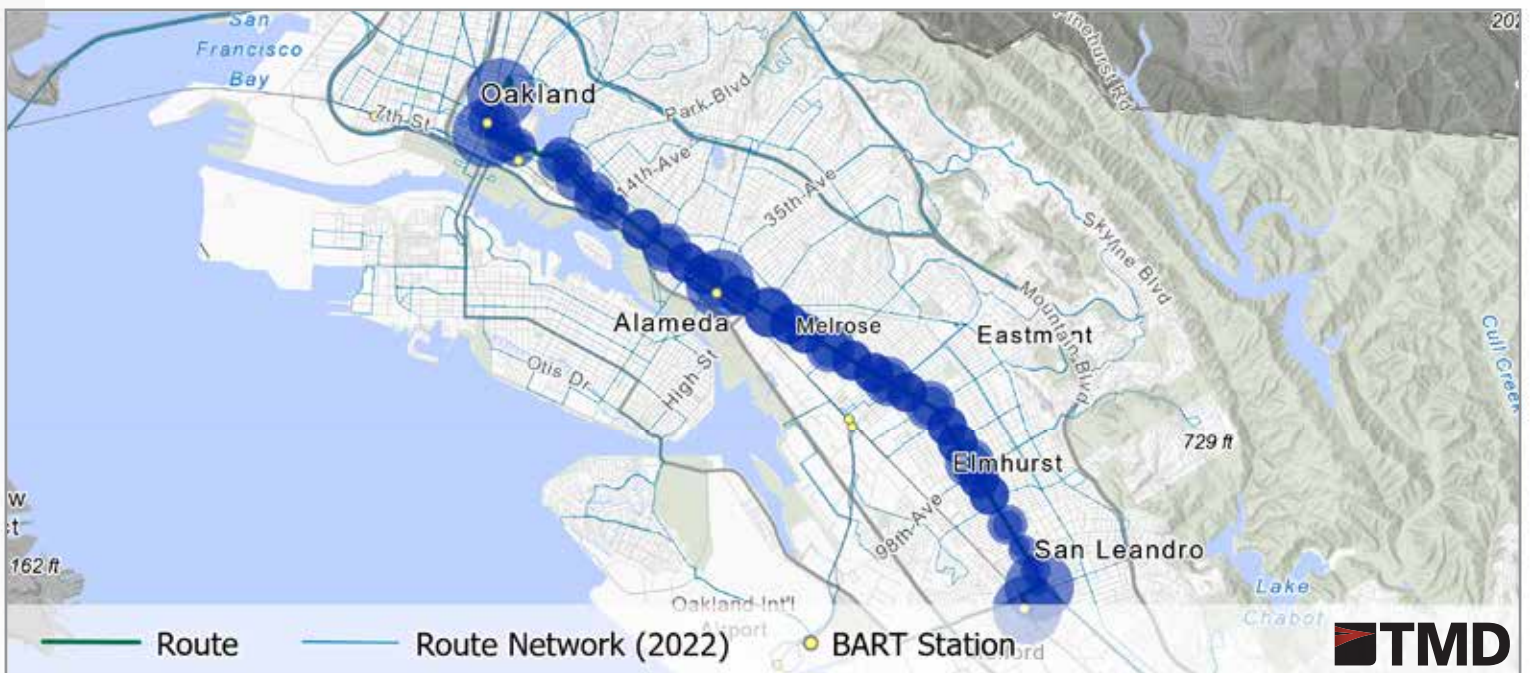 San
Francisco
Bay
Oakland
7th St
Park Blvd
14th-Ave
35th-Ave
Pinehurst Rd
Skyline Blvd
Mountain-Blvd
Alameda
Melrose
Eastmont
Otis Dr
High St
Cull Creek
729 ft
Elmhurst
98th-Ave
San Leandro
162 ft
Lake
Chabot
Oakland Int'l
Airport
Route
Route Network (2022)
BART Station
TMD